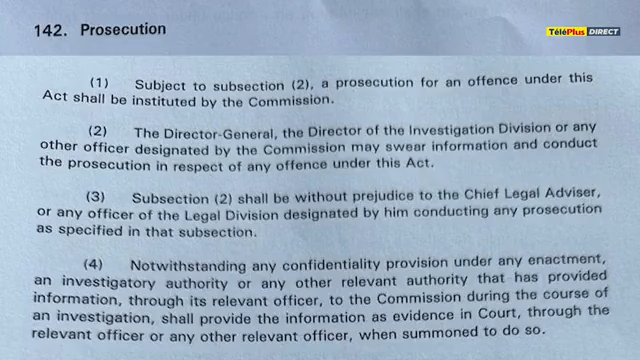 TéléPlus DIRECT
142. Prosecution
(1) Subject to subsection (2), a prosecution for an offence under this
Act shall be instituted by the Commission.
(2) The Director-General, the Director of the Investigation Division or any
other officer designated by the Commission may swear information and conduct
the prosecution in respect of any offence under this Act.
(3) Subsection (2) shall be without prejudice to the Chief Legal Adviser,
or any officer of the Legal Division designated by him conducting any prosecution
as specified in that subsection.
(4) Notwithstanding any confidentiality provision under any enactment,
an investigatory authority or any other relevant authority that has provided
information, through its relevant officer, to the Commission during the course of
an investigation, shall provide the information as evidence in Court, through the
relevant officer or any other relevant officer, when summoned to do so.